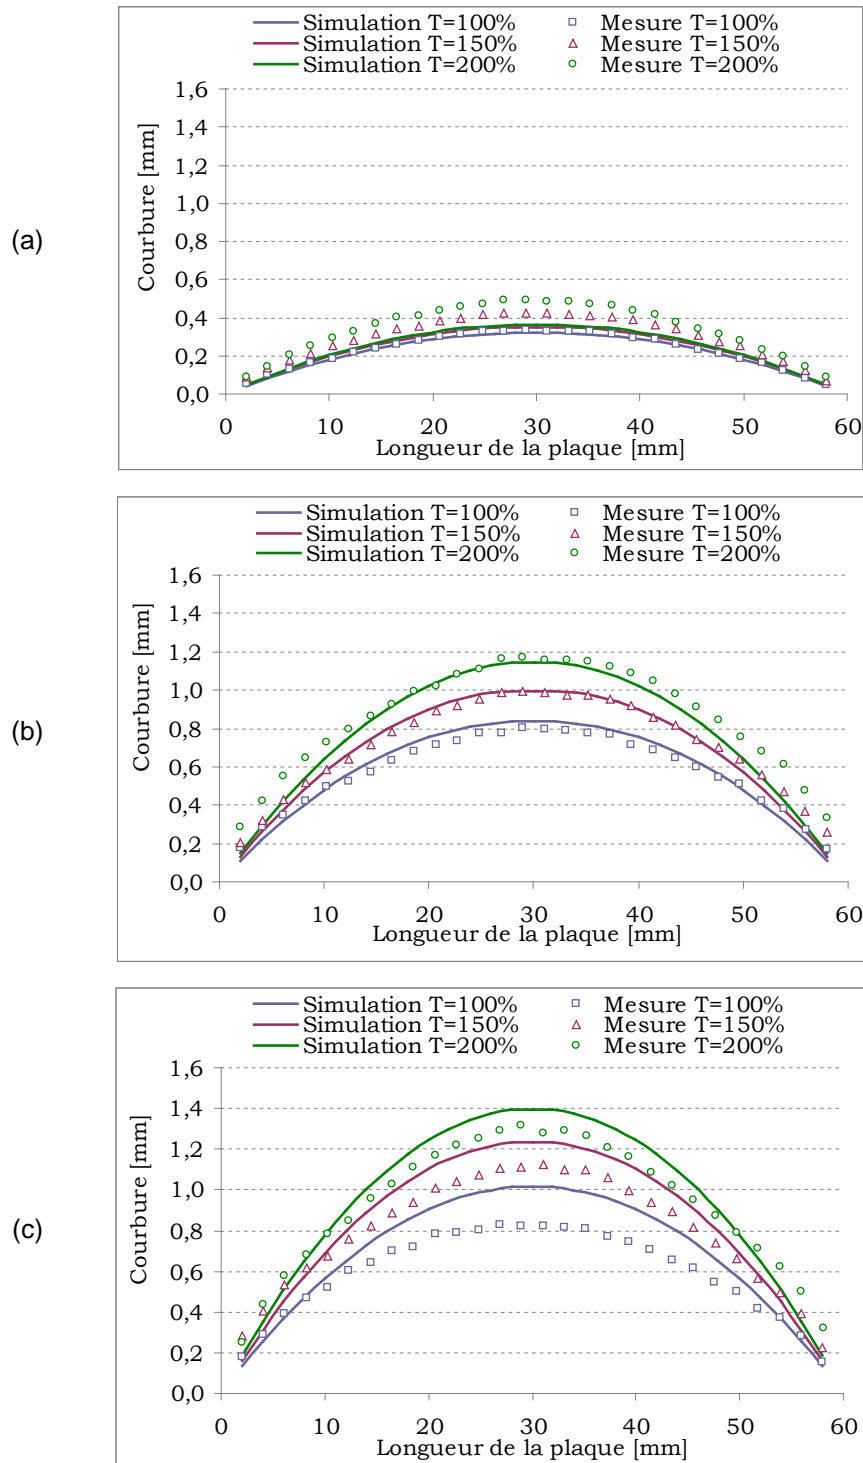 Simulation T=100% Mesure T=100%
Simulation T=150% Mesure T=150%
Simulation T=200% Mesure T=200%
1,6
1,4
1,2
1,0
0,8
0,6
0,4
0,2
0,0
Courbure [mm]
(a)
0 10 20 30 40 50 60
Longueur de la plaque [mm]
Simulation T=100% Mesure T=100%
Simulation T=150% Mesure T=150%
Simulation T=200% Mesure T=200%
1,6
1,4
1,2
1,0
0,8
0,6
0,4
0,2
0,0
Courbure [mm]
(b)
0 10 20 30 40 50 60
Longueur de la plaque [mm]
Simulation T=100% Mesure T=100%
Simulation T=150% Mesure T=150%
Simulation T=200% Mesure T=200%
1,6
1,4
1,2
1,0
0,8
0,6
0,4
0,2
0,0
Courbure [mm]
(c)
0 10 20 30 40 50 60
Longueur de la plaque [mm]